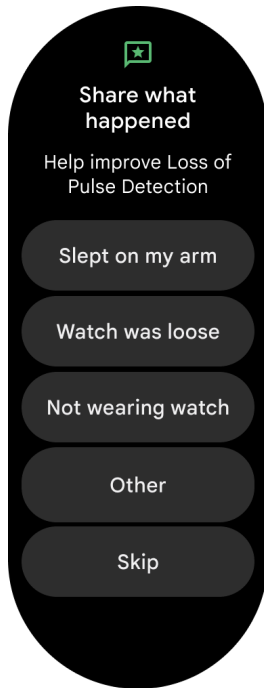 Share what
happened
Help improve Loss of
Pulse Detection
Slept on my arm
Watch was loose
Not wearing watch
Other
Skip